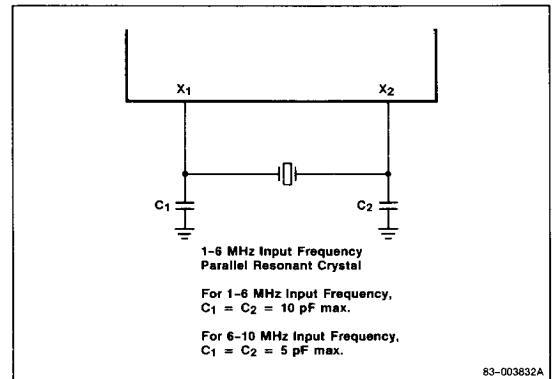 X1 X2
C1 C2
1-6 MHz Input Frequency
Parallel Resonant Crystal
For 1-6 MHz Input Frequency,
C1 = C2 = 10 pF max.
For 6-10 MHz Input Frequency,
C1 = C2 = 5 pF max.
83-003832A